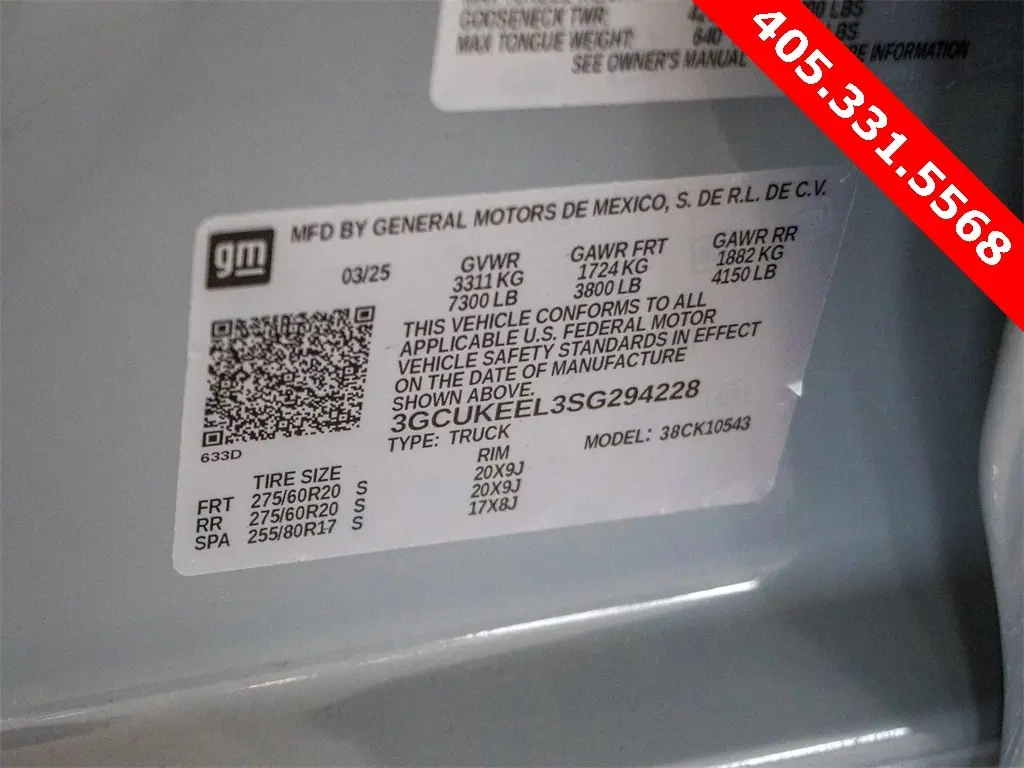 GOOSENECK TWR:
MAX TONGUE WEIGHT: 640
SEE OWNER'S MANUAL RE INFORMATION
LBS
LBS
405.331.5568
gm
MFD BY GENERAL MOTORS DE MEXICO, S. DE R.L. DE C.V.
03/25 GVWR GAWR FRT GAWR RR
3311 KG 1724 KG 1882 KG
7300 LB 3800 LB 4150 LB
THIS VEHICLE CONFORMS TO ALL
APPLICABLE U.S. FEDERAL MOTOR
VEHICLE SAFETY STANDARDS IN EFFECT
ON THE DATE OF MANUFACTURE
SHOWN ABOVE.
3GCUKEEL3SG294228
TYPE: TRUCK MODEL: 38CK10543
633D
TIRE SIZE RIM
FRT 275/60R20 S 20X9J
RR 275/60R20 S 20X9J
SPA 255/80R17 S 17X8J